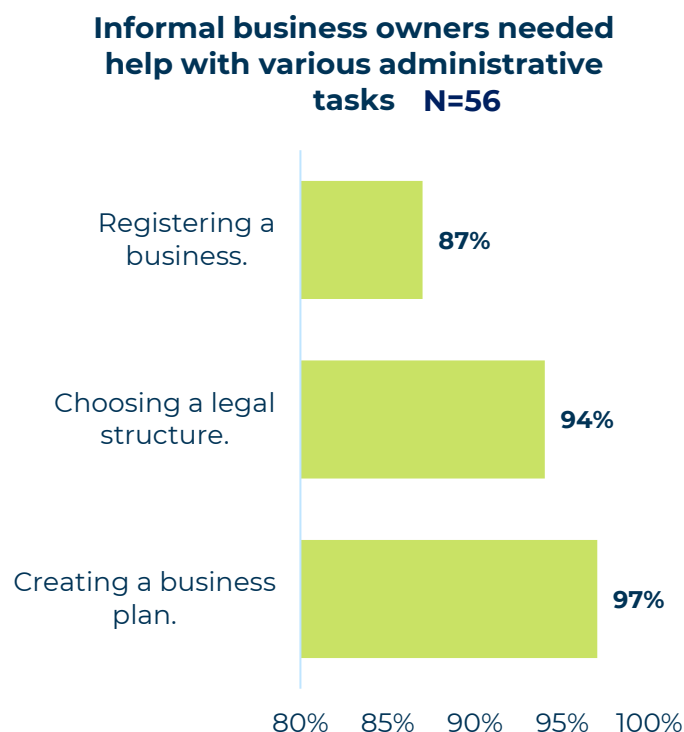 Informal business owners needed
help with various administrative
tasks N=56
Registering a
business.
87%
Choosing a legal
structure.
94%
Creating a business
plan.
97%
80% 85% 90% 95% 100%